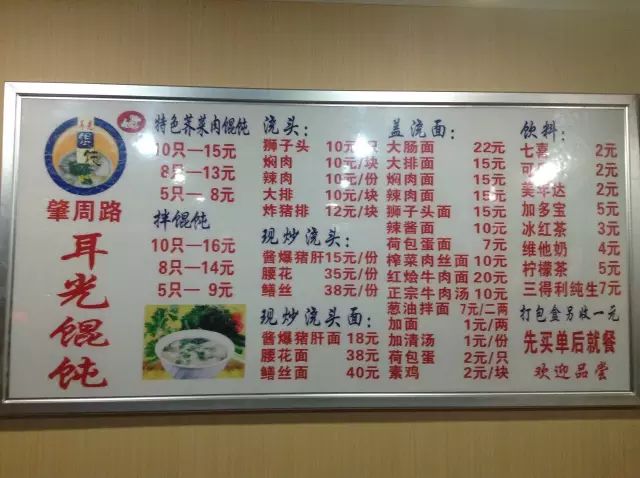 肇周路
耳光馄饨
特色荠菜肉馄饨
10只—15元
8只—13元
5只—8元
拌馄饨
10只—16元
8只—14元
5只—9元
浇头：
狮子头 10元/只
焖肉 10元/块
辣肉 10元/份
大排 10元/块
炸猪排 12元/块
现炒浇头：
酱爆猪肝15元/份
腰花 35元/份
鳝丝 38元/份
现炒浇头面：
酱爆猪肝面 18元
腰花面 38元
鳝丝面 40元
盖浇面：
大肠面 22元
大排面 15元
焖肉面 15元
辣肉面 15元
狮子头面 15元
辣酱面 10元
荷包蛋面 7元
榨菜肉丝面 10元
红烩牛肉面 20元
正宗牛肉汤 10元
葱油拌面 7元/二两
加面 1元/两
加清汤 1元/份
荷包蛋 2元/只
素鸡 2元/块
饮料：
七喜 2元
可 2元
美年达 2元
加多宝 5元
冰红茶 3元
维他奶 4元
柠檬茶 5元
三得利纯生7元
打包盒另收一元
先买单后就餐
欢迎品尝